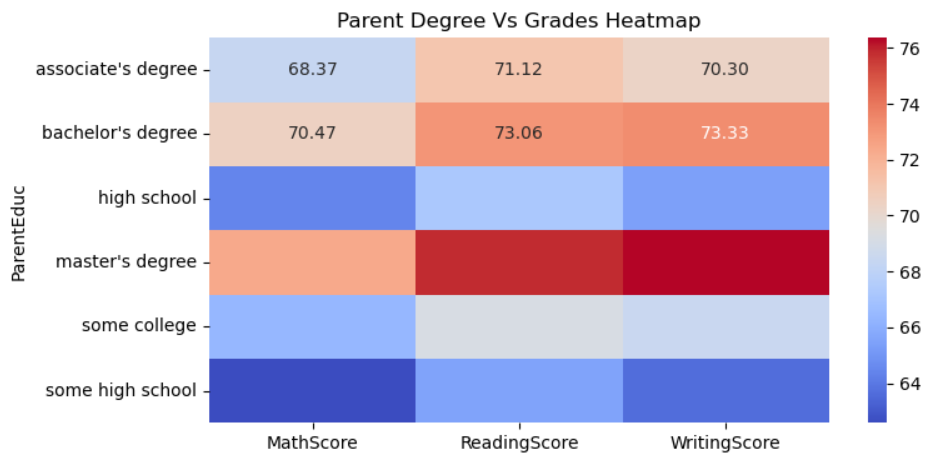 Parent Degree Vs Grades Heatmap
associate's degree 68.37 71.12 70.30
bachelor's degree 70.47 73.06 73.33
high school
master's degree
some college
some high school
ParentEduc
MathScore ReadingScore WritingScore
76
74
72
70
68
66
64